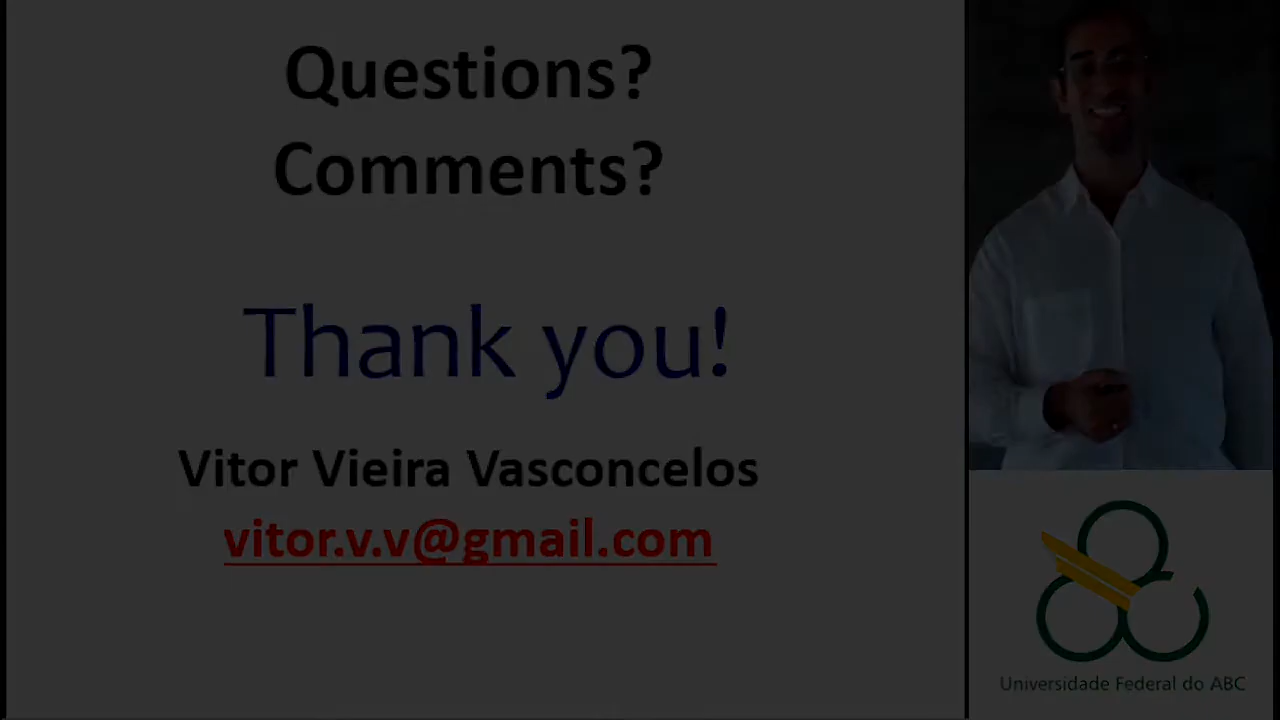 Questions?
Comments?
Thank you!
Vitor Vieira Vasconcelos
vitor.v.v@gmail.com
Universidade Federal do ABC